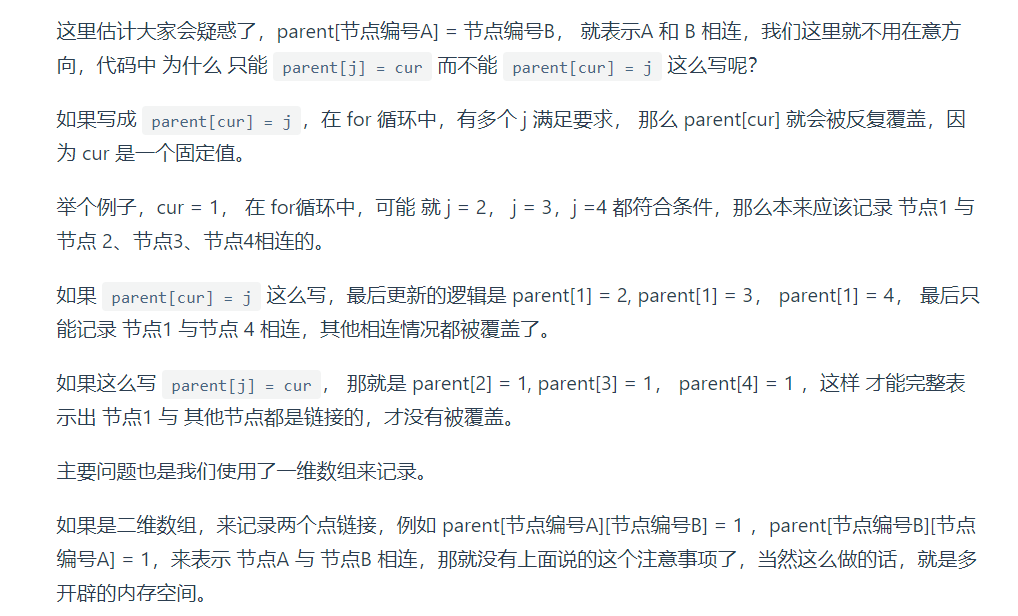 这里估计大家会疑惑了，parent[节点编号A] = 节点编号B， 就表示A 和 B 相连，我们这里就不用在意方
向，代码中 为什么 只能 parent[j] = cur 而不能 parent[cur] = j 这么写呢？
如果写成 parent[cur] = j ，在 for 循环中，有多个 j 满足要求， 那么 parent[cur] 就会被反复覆盖，因
为 cur 是一个固定值。
举个例子，cur = 1， 在 for循环中，可能 就 j = 2， j = 3，j =4 都符合条件，那么本来应该记录 节点1 与
节点 2、节点3、节点4相连的。
如果 parent[cur] = j 这么写，最后更新的逻辑是 parent[1] = 2, parent[1] = 3， parent[1] = 4， 最后只
能记录 节点1 与节点 4 相连，其他相连情况都被覆盖了。
如果这么写 parent[j] = cur ， 那就是 parent[2] = 1, parent[3] = 1， parent[4] = 1 ，这样 才能完整表
示出 节点1 与 其他节点都是链接的，才没有被覆盖。
主要问题也是我们使用了一维数组来记录。
如果是二维数组，来记录两个点链接，例如 parent[节点编号A][节点编号B] = 1 ，parent[节点编号B][节点
编号A] = 1，来表示 节点A 与 节点B 相连，那就没有上面说的这个注意事项了，当然这么做的话，就是多
开辟的内存空间。